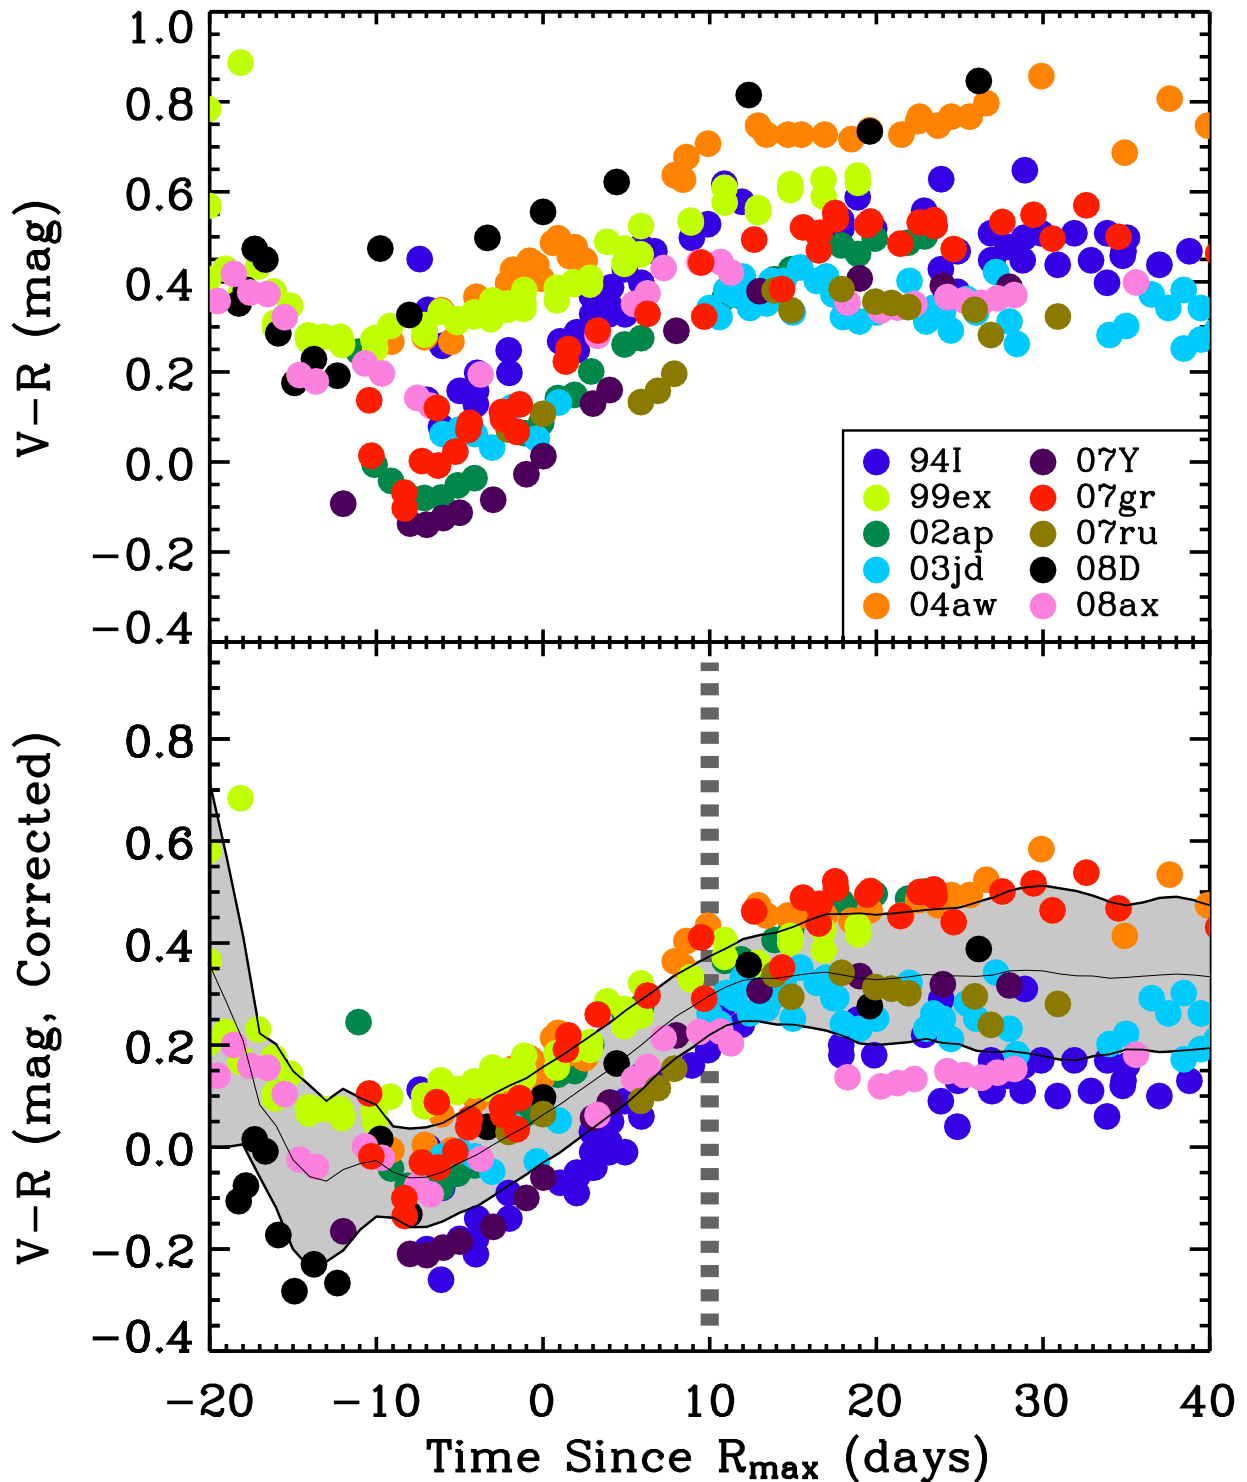 1.0
0.8
0.6
0.4
0.2
0.0
−0.2
−0.4
V−R (mag)
94I 07Y
99ex 07gr
02ap 07ru
03jd 08D
04aw 08ax
0.8
0.6
0.4
0.2
0.0
−0.2
−0.4
V−R (mag, Corrected)
−20 −10 0 10 20 30 40
Time Since Rmax (days)